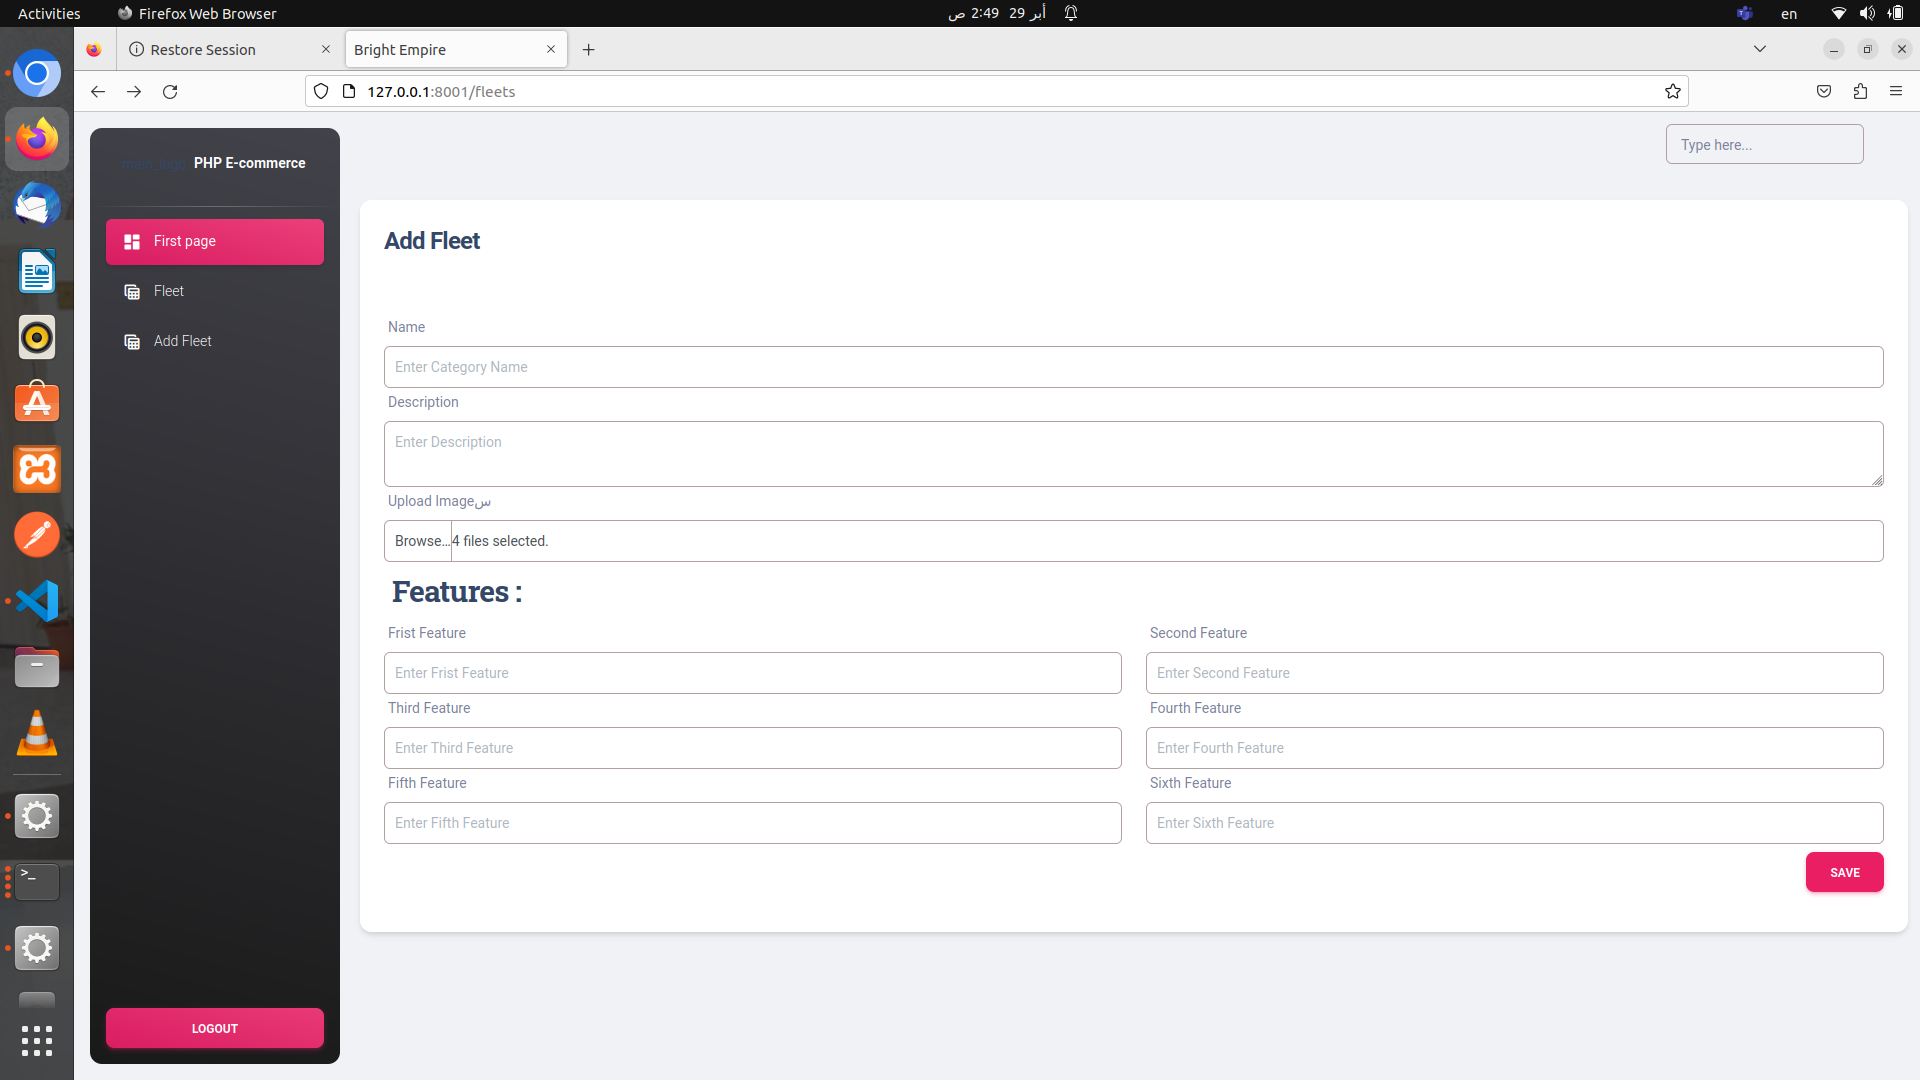 Activities
Firefox Web Browser
أبر 29 2:49 ص
en
Restore Session
Bright Empire
127.0.0.1:8001/fleets
PHP E-commerce
Type here...
First page
Fleet
Add Fleet
LOGOUT
Add Fleet
Name
Enter Category Name
Description
Enter Description
Upload Imageس
Browse... 4 files selected.
Features :
Frist Feature
Second Feature
Enter Frist Feature
Enter Second Feature
Third Feature
Fourth Feature
Enter Third Feature
Enter Fourth Feature
Fifth Feature
Sixth Feature
Enter Fifth Feature
Enter Sixth Feature
SAVE